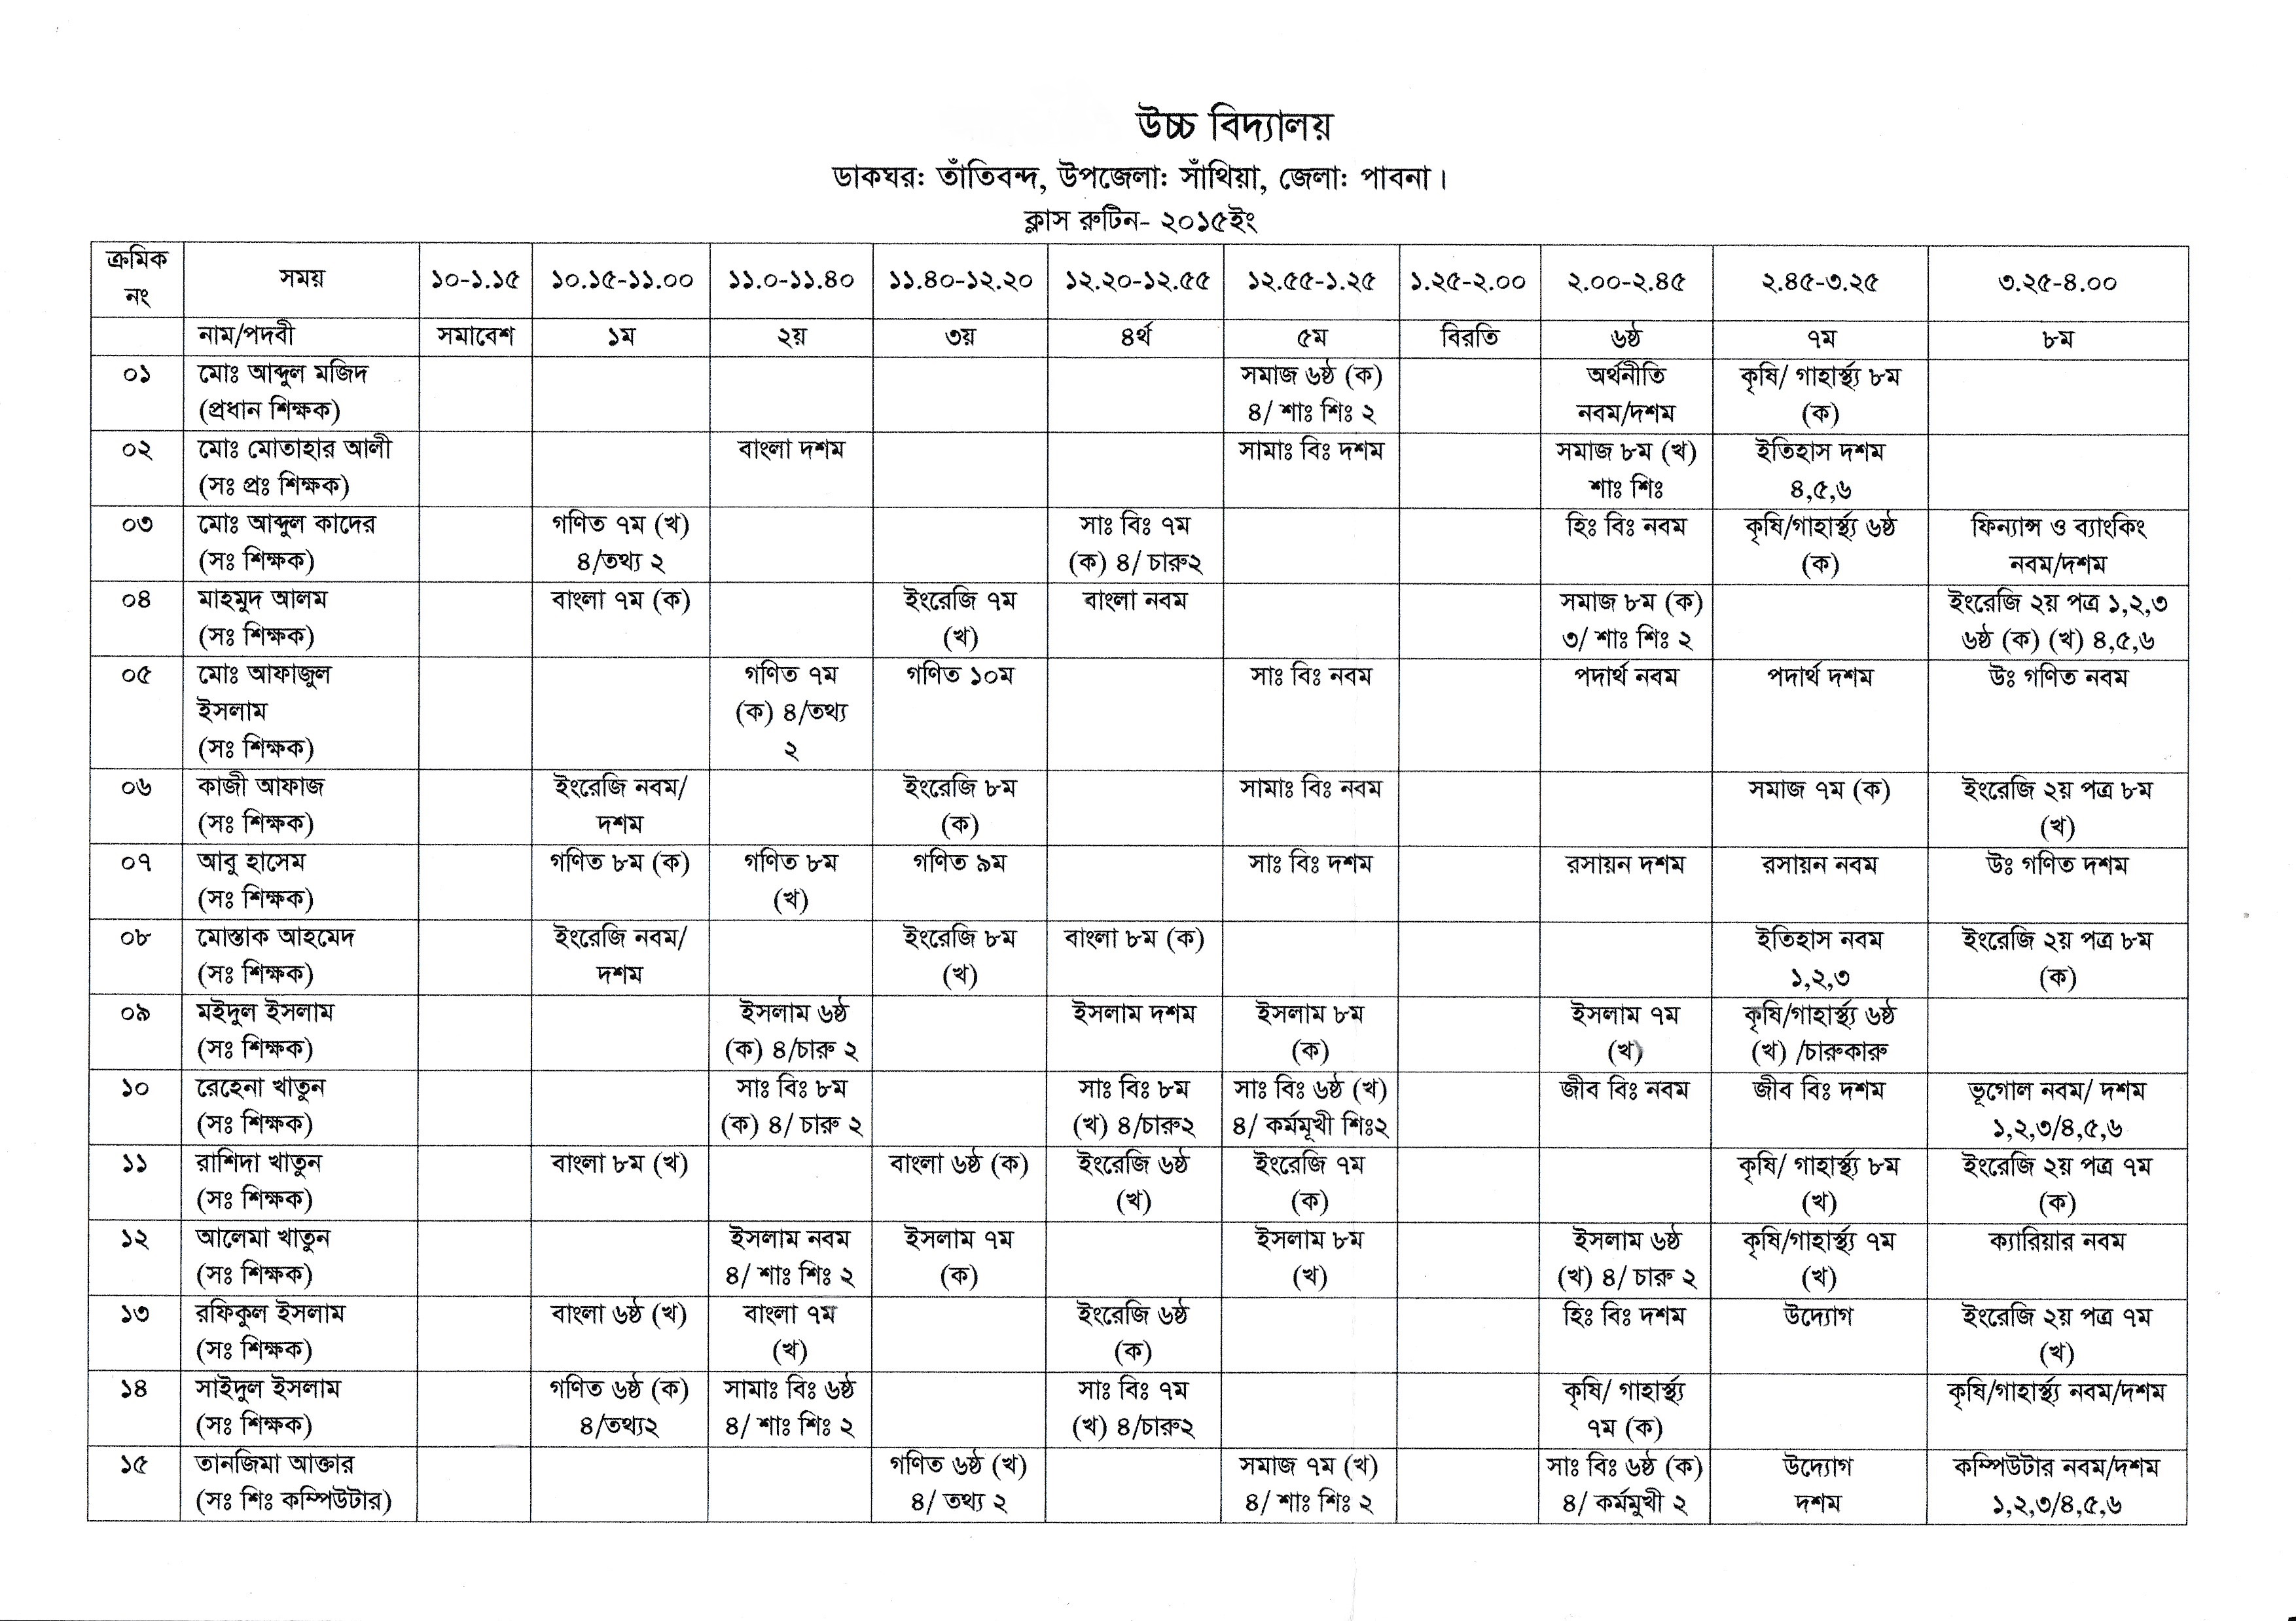 উচ্চ বিদ্যালয়
ডাকঘর: তাঁতিবন্দ, উপজেলা: সাঁথিয়া, জেলা: পাবনা।
ক্লাস রুটিন- ২০১৫ইং
ক্রমিক নং | সময় | ১০-১.১৫ | ১০.১৫-১১.০০ | ১১.০-১১.৪০ | ১১.৪০-১২.২০ | ১২.২০-১২.৫৫ | ১২.৫৫-১.২৫ | ১.২৫-২.০০ | ২.০০-২.৪৫ | ২.৪৫-৩.২৫ | ৩.২৫-৪.০০
নাম/পদবী | সমাবেশ | ১ম | ২য় | ৩য় | ৪র্থ | ৫ম | বিরতি | ৬ষ্ঠ | ৭ম | ৮ম
০১ | মোঃ আব্দুল মজিদ | সমাজ ৬ষ্ঠ (ক) | অর্থনীতি | কৃষি/ গাহার্স্থ্য ৮ম
(প্রধান শিক্ষক) | ৪/ শাঃ শিঃ ২ | নবম/দশম | (ক)
০২ | মোঃ মোতাহার আলী | বাংলা দশম | সামাঃ বিঃ দশম | সমাজ ৮ম (খ) | ইতিহাস দশম
(সঃ প্রঃ শিক্ষক) | শাঃ শিঃ | ৪,৫,৬
০৩ | মোঃ আব্দুল কাদের | গণিত ৭ম (খ) | সাঃ বিঃ ৭ম | হিঃ বিঃ নবম | কৃষি/গাহার্স্থ্য ৬ষ্ঠ | ফিন্যান্স ও ব্যাংকিং
(সঃ শিক্ষক) | ৪/তথ্য ২ | (ক) ৪/ চারু২ | (ক) | নবম/দশম
০৪ | মাহমুদ আলম | বাংলা ৭ম (ক) | ইংরেজি ৭ম | বাংলা নবম | সমাজ ৮ম (ক) | ইংরেজি ২য় পত্র ১,২,৩
(সঃ শিক্ষক) | (খ) | ৩/ শাঃ শিঃ ২ | ৬ষ্ঠ (ক) (খ) ৪,৫,৬
০৫ | মোঃ আফাজুল | গণিত ৭ম | গণিত ১০ম | সাঃ বিঃ নবম | পদার্থ নবম | পদার্থ দশম | উঃ গণিত নবম
ইসলাম | (ক) ৪/তথ্য
(সঃ শিক্ষক) | ২
০৬ | কাজী আফাজ | ইংরেজি নবম/ | ইংরেজি ৮ম | সামাঃ বিঃ নবম | সমাজ ৭ম (ক) | ইংরেজি ২য় পত্র ৮ম
(সঃ শিক্ষক) | দশম | (ক) | (খ)
০৭ | আবু হাসেম | গণিত ৮ম (ক) | গণিত ৮ম | গণিত ৯ম | সাঃ বিঃ দশম | রসায়ন দশম | রসায়ন নবম | উঃ গণিত দশম
(সঃ শিক্ষক) | (খ)
০৮ | মোস্তাক আহমেদ | ইংরেজি নবম/ | ইংরেজি ৮ম | বাংলা ৮ম (ক) | ইতিহাস নবম | ইংরেজি ২য় পত্র ৮ম
(সঃ শিক্ষক) | দশম | (খ) | ১,২,৩ | (ক)
০৯ | মইদুল ইসলাম | ইসলাম ৬ষ্ঠ | ইসলাম দশম | ইসলাম ৮ম | ইসলাম ৭ম | কৃষি/গাহার্স্থ্য ৬ষ্ঠ
(সঃ শিক্ষক) | (ক) ৪/চারু ২ | (ক) | (খ) | (খ) /চারুকারু
১০ | রেহেনা খাতুন | সাঃ বিঃ ৮ম | সাঃ বিঃ ৮ম | সাঃ বিঃ ৬ষ্ঠ (খ) | জীব বিঃ নবম | জীব বিঃ দশম | ভূগোল নবম/ দশম
(সঃ শিক্ষক) | (ক) ৪/ চারু ২ | (খ) ৪/চারু২ | ৪/ কর্মমূখী শিঃ২ | ১,২,৩/৪,৫,৬
১১ | রাশিদা খাতুন | বাংলা ৮ম (খ) | বাংলা ৬ষ্ঠ (ক) | ইংরেজি ৬ষ্ঠ | ইংরেজি ৭ম | কৃষি/ গাহার্স্থ্য ৮ম | ইংরেজি ২য় পত্র ৭ম
(সঃ শিক্ষক) | (খ) | (ক) | (খ) | (ক)
১২ | আলেমা খাতুন | ইসলাম নবম | ইসলাম ৭ম | ইসলাম ৮ম | ইসলাম ৬ষ্ঠ | কৃষি/গাহার্স্থ্য ৭ম | ক্যারিয়ার নবম
(সঃ শিক্ষক) | ৪/ শাঃ শিঃ ২ | (ক) | (খ) | (খ) ৪/ চারু ২ | (খ)
১৩ | রফিকুল ইসলাম | বাংলা ৬ষ্ঠ (খ) | বাংলা ৭ম | ইংরেজি ৬ষ্ঠ | হিঃ বিঃ দশম | উদ্যোগ | ইংরেজি ২য় পত্র ৭ম
(সঃ শিক্ষক) | (খ) | (ক) | (খ)
১৪ | সাইদুল ইসলাম | গণিত ৬ষ্ঠ (ক) | সামাঃ বিঃ ৬ষ্ঠ | সাঃ বিঃ ৭ম | কৃষি/ গাহার্স্থ্য | কৃষি/গাহার্স্থ্য নবম/দশম
(সঃ শিক্ষক) | ৪/তথ্য২ | ৪/ শাঃ শিঃ ২ | (খ) ৪/চারু২ | ৭ম (ক)
১৫ | তানজিমা আক্তার | গণিত ৬ষ্ঠ (খ) | সমাজ ৭ম (খ) | সাঃ বিঃ ৬ষ্ঠ (ক) | উদ্যোগ | কম্পিউটার নবম/দশম
(সঃ শিঃ কম্পিউটার) | ৪/ তথ্য ২ | ৪/ শাঃ শিঃ ২ | ৪/ কর্মমুখী ২ | দশম | ১,২,৩/৪,৫,৬